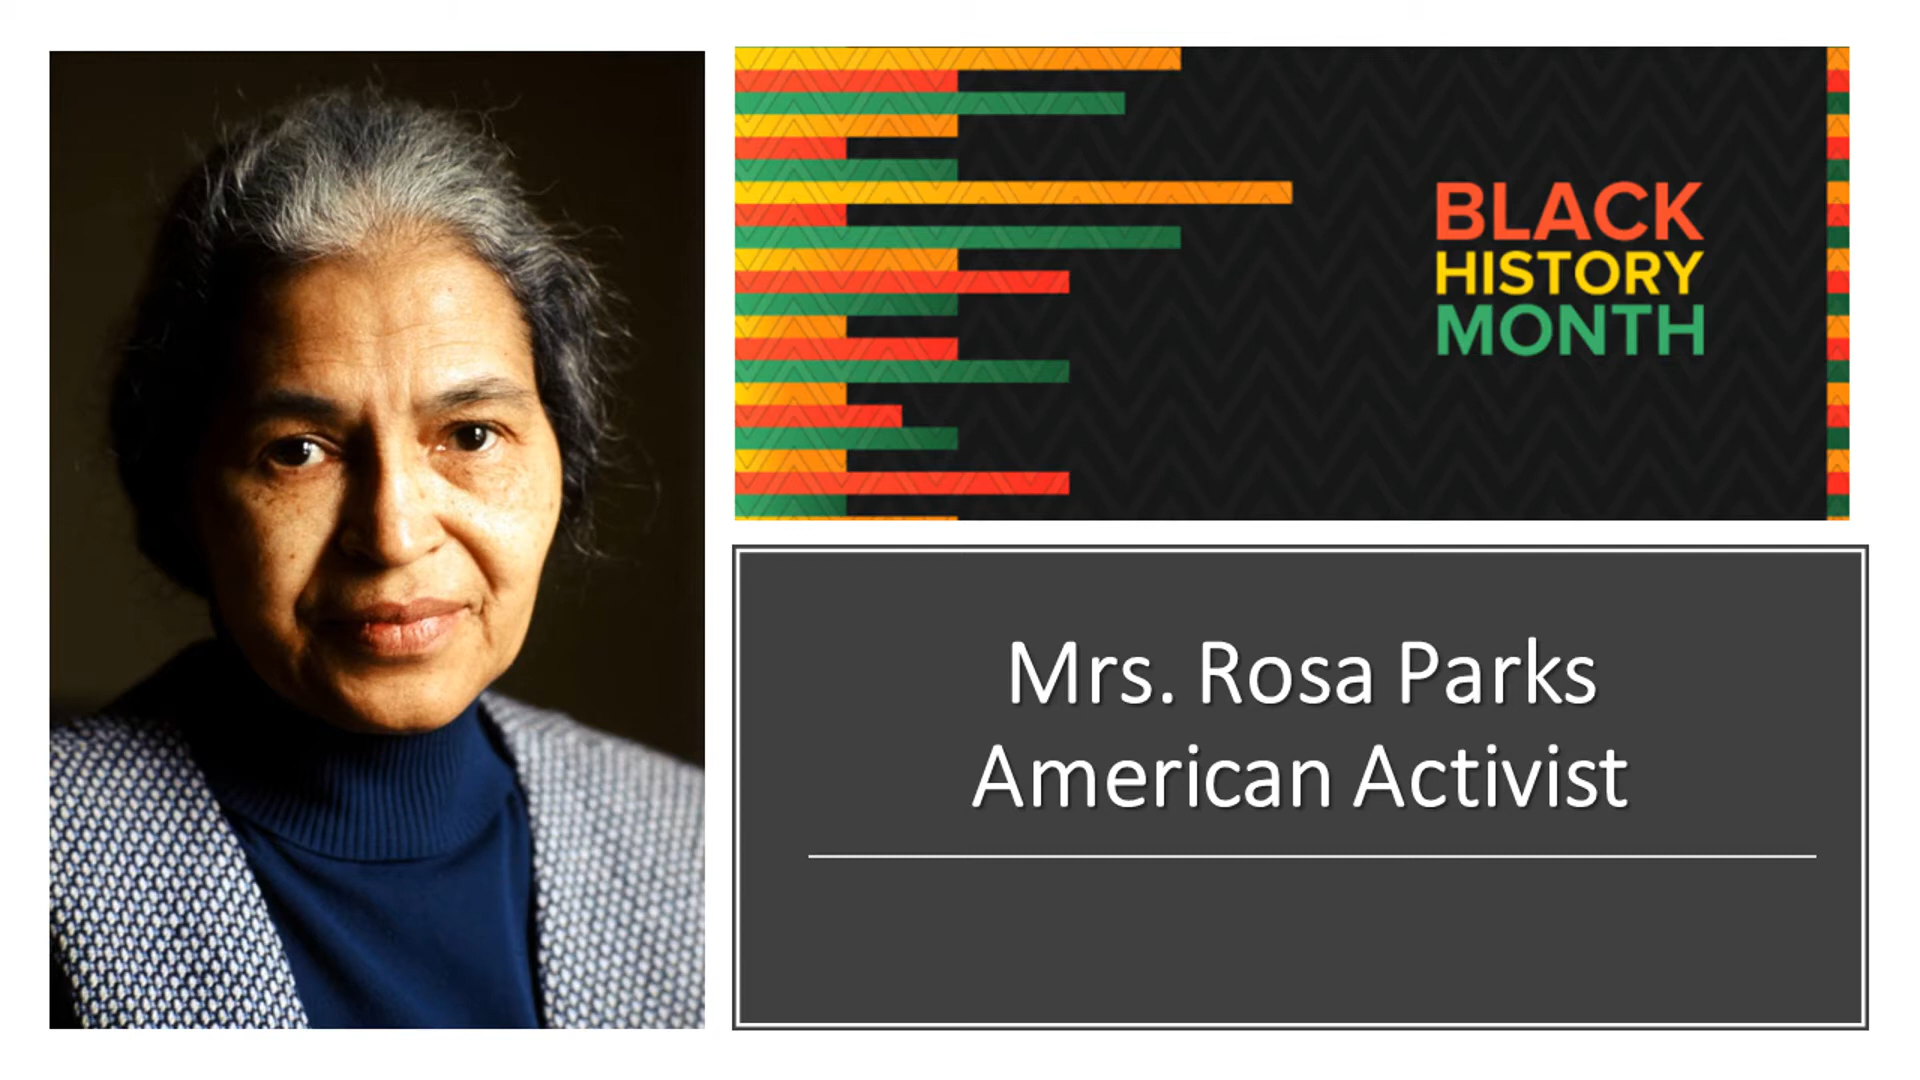 BLACK
HISTORY
MONTH
Mrs. Rosa Parks
American Activist